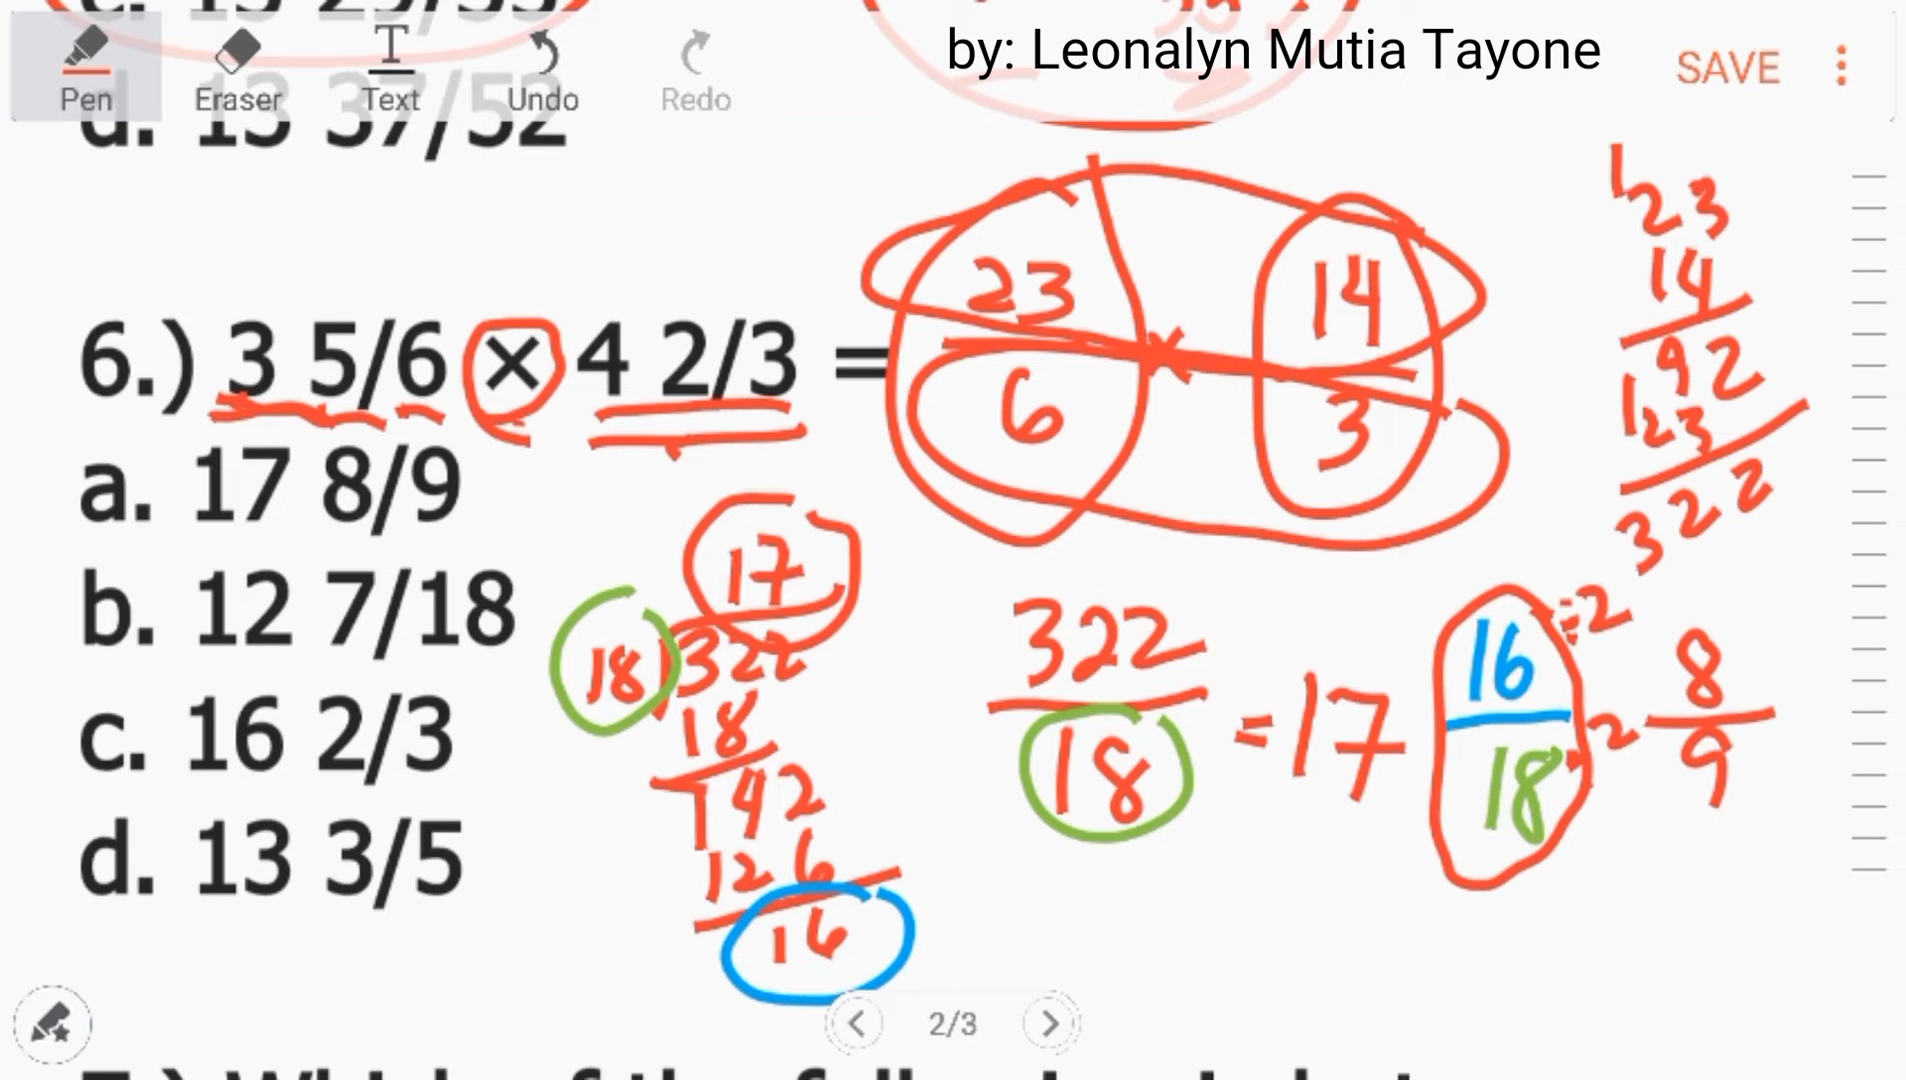 by: Leonalyn Mutia Tayone
SAVE
Pen Eraser Text Undo Redo
d. 13 37/52
6.) 3 5/6 × 4 2/3 =
a. 17 8/9
b. 12 7/18
c. 16 2/3
d. 13 3/5
23 × 14
6 3
1
23
14
92
123
322
17
18)322
18
142
126
16
322 = 17 16 ÷2 8
18 18 ÷2 9
2/3